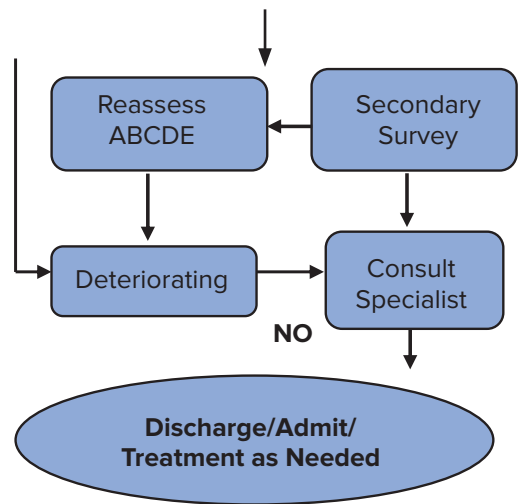 Reassess
ABCDE
Secondary
Survey
Deteriorating
Consult
Specialist
NO
Discharge/Admit/
Treatment as Needed